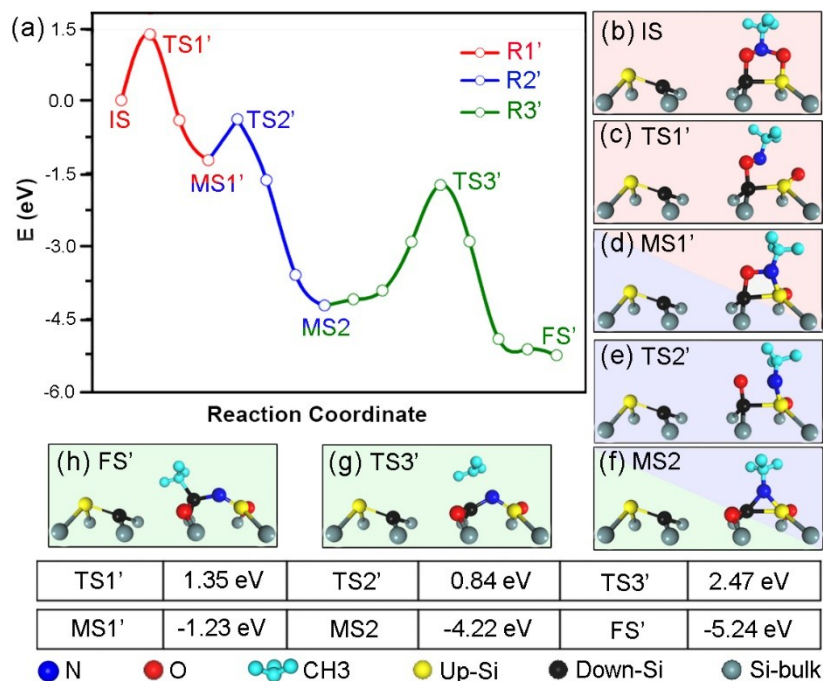 (a)
1.5
0.0
-1.5
-3.0
-4.5
-6.0
E (eV)
Reaction Coordinate
IS
TS1’
MS1’
TS2’
MS2
TS3’
FS’
R1’
R2’
R3’
(b) IS
(c) TS1’
(d) MS1’
(e) TS2’
(f) MS2
(h) FS’
(g) TS3’
TS1’ 1.35 eV TS2’ 0.84 eV TS3’ 2.47 eV
MS1’ -1.23 eV MS2 -4.22 eV FS’ -5.24 eV
N O CH3 Up-Si Down-Si Si-bulk